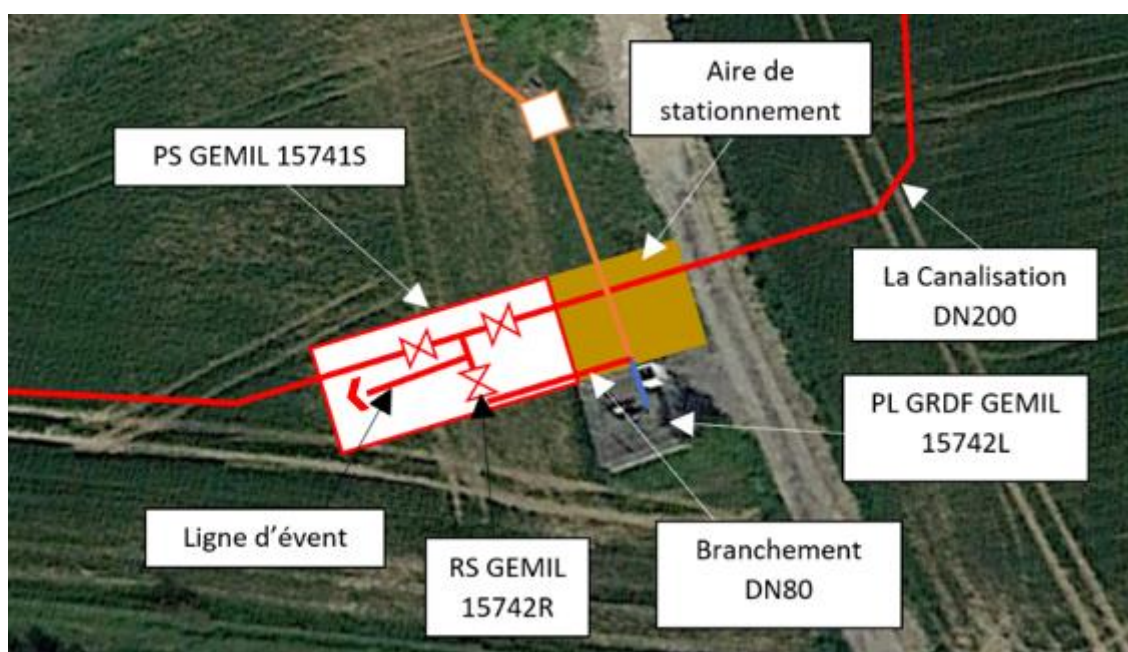 Aire de
stationnement
PS GEMIL 15741S
La Canalisation
DN200
PL GRDF GEMIL
15742L
Ligne d'évent
RS GEMIL
15742R
Branchement
DN80